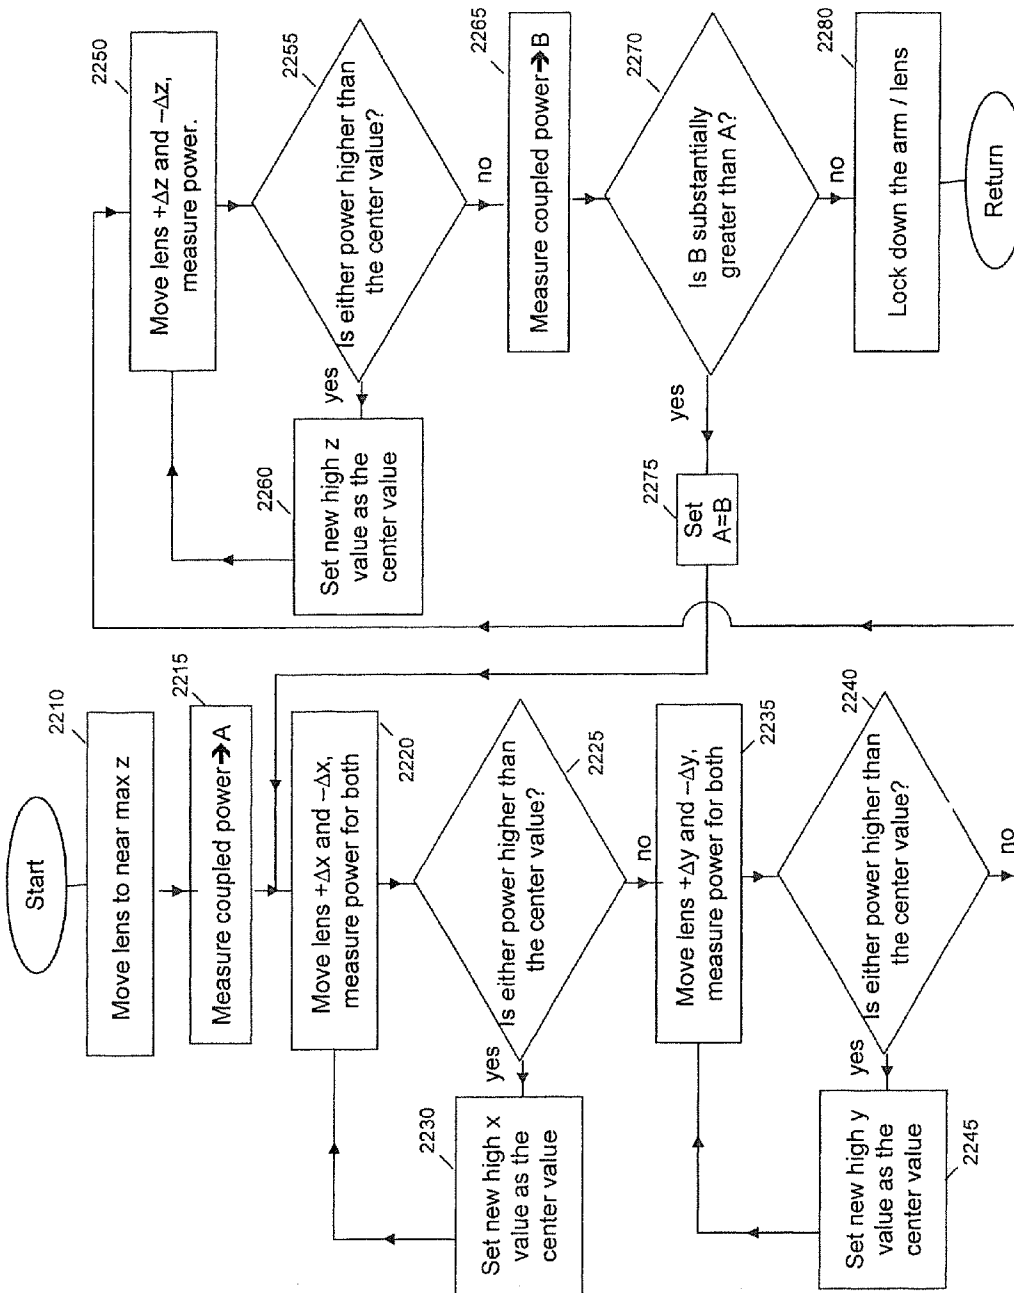 Start
2210
Move lens to near max z
2215
Measure coupled power➔A
2220
Move lens +Δx and –Δx,
measure power for both
2225
Is either power higher than
the center value?
yes
no
2230
Set new high x
value as the
center value
2235
Move lens +Δy and –Δy,
measure power for both
2240
Is either power higher than
the center value?
yes
no
2245
Set new high y
value as the
center value
2250
Move lens +Δz and –Δz,
measure power.
2255
Is either power higher than
the center value?
yes
no
2260
Set new high z
value as the
center value
2265
Measure coupled power➔B
2270
Is B substantially
greater than A?
yes
no
2275
Set
A=B
2280
Lock down the arm / lens
Return